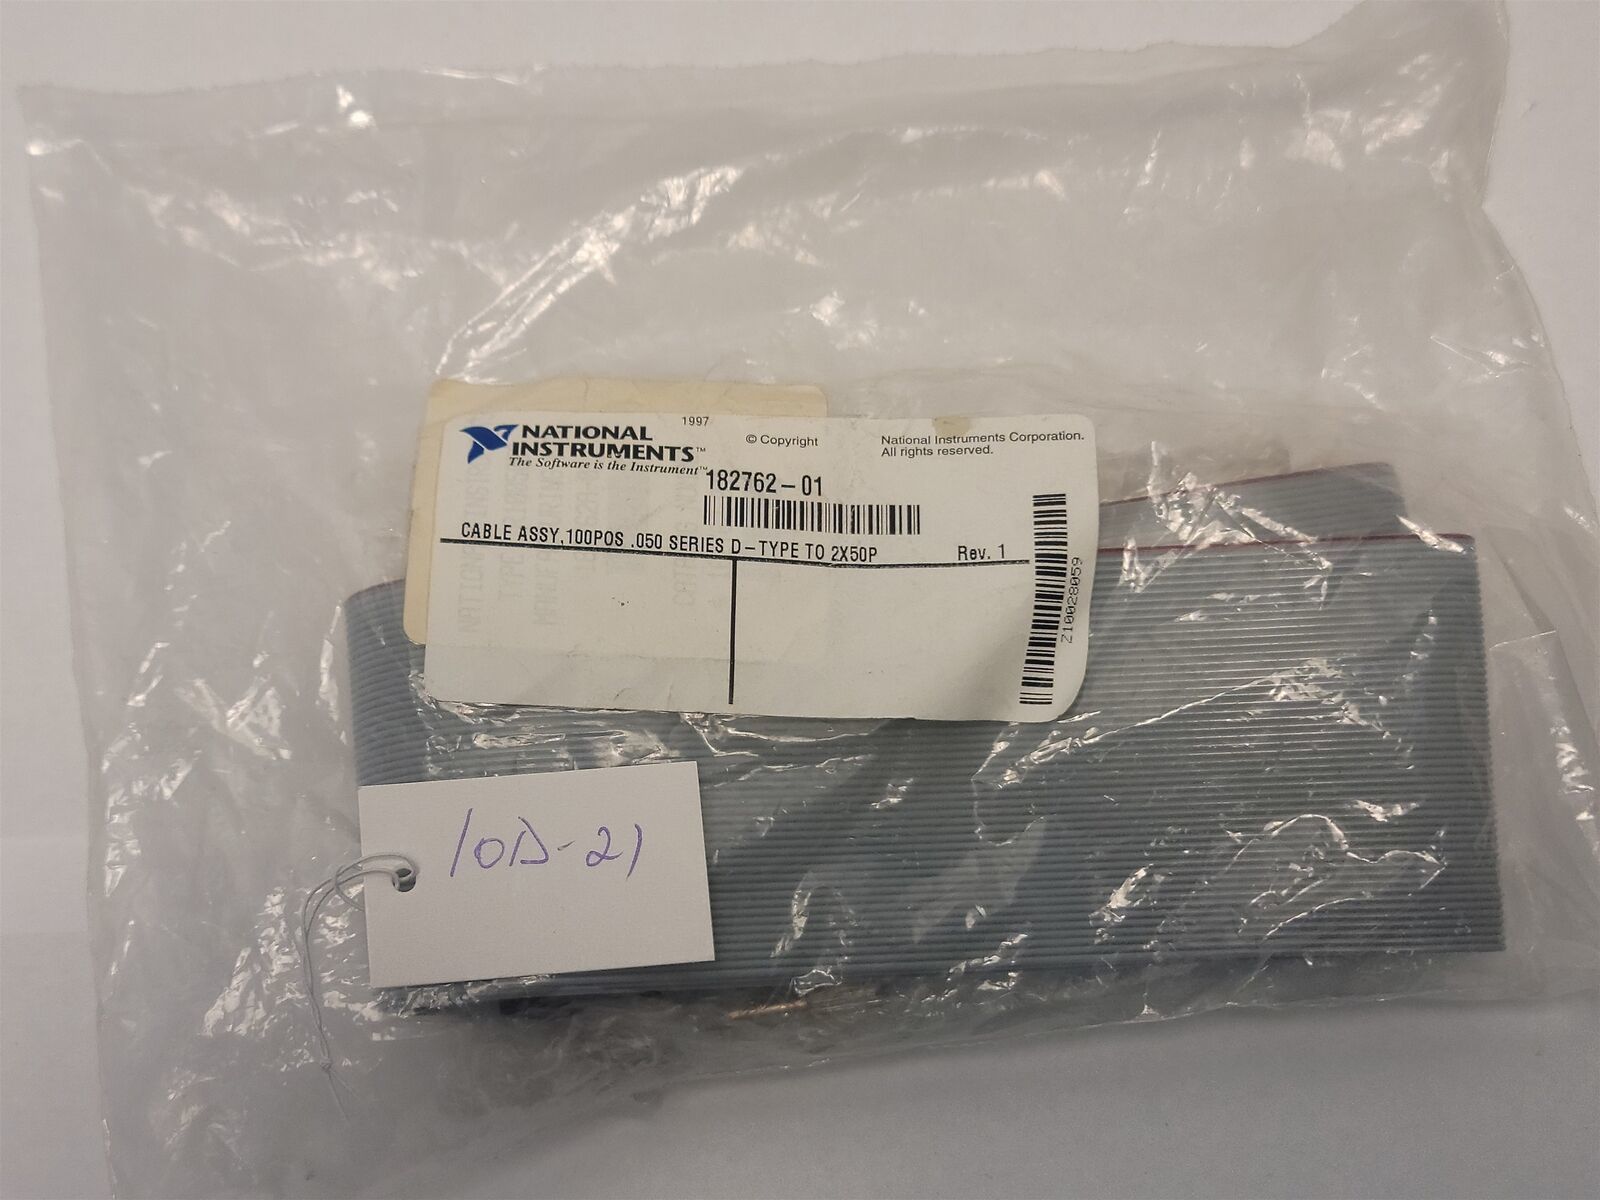 1997
NATIONAL
INSTRUMENTS™
The Software is the Instrument™
© Copyright
National Instruments Corporation.
All rights reserved.
182762-01
CABLE ASSY,100POS .050 SERIES D-TYPE TO 2X50P
Rev. 1
Z10028059
10D-21